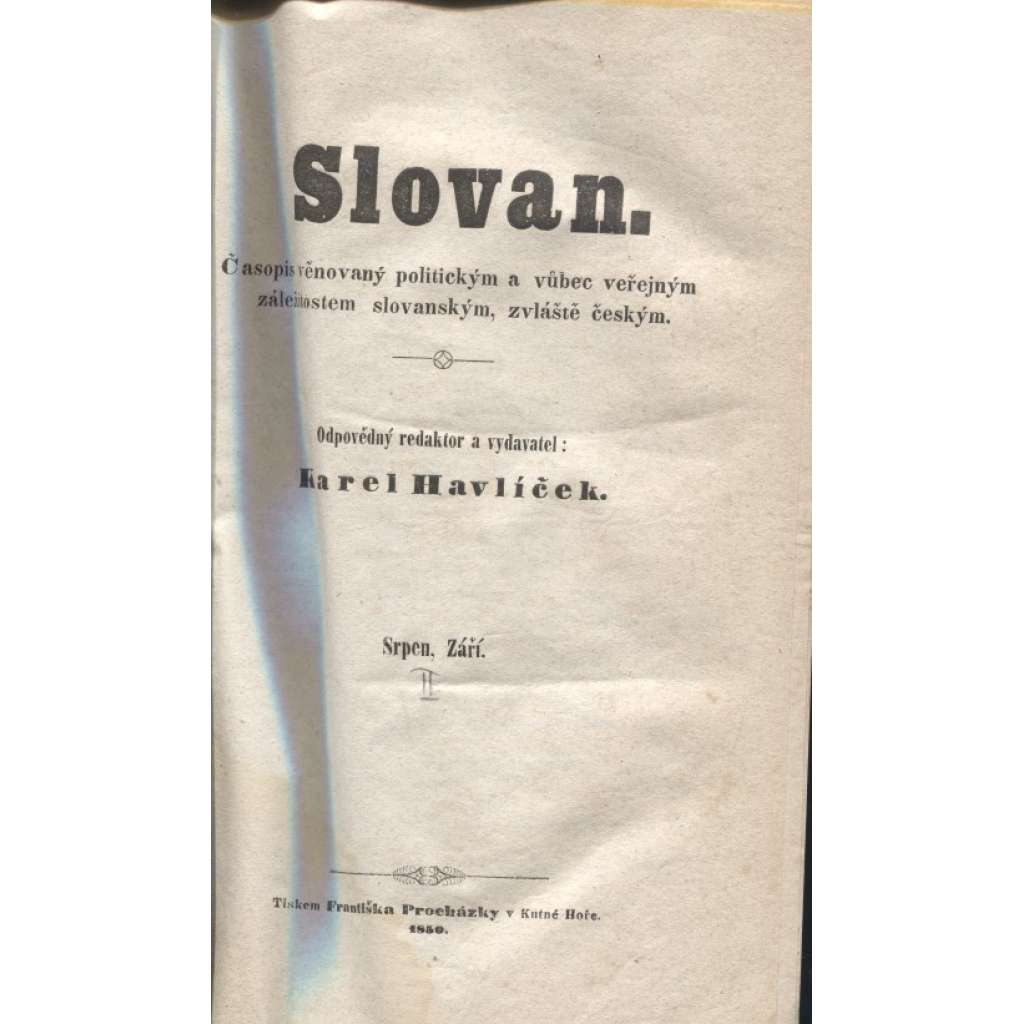 Slovan.
Časopis věnovaný politickým a vůbec veřejným
záležitostem slovanským, zvláště českým.
Odpovědný redaktor a vydavatel:
Karel Havlíček.
Srpen, Září.
II
Tiskem Františka Procházky v Kutné Hoře.
1850.